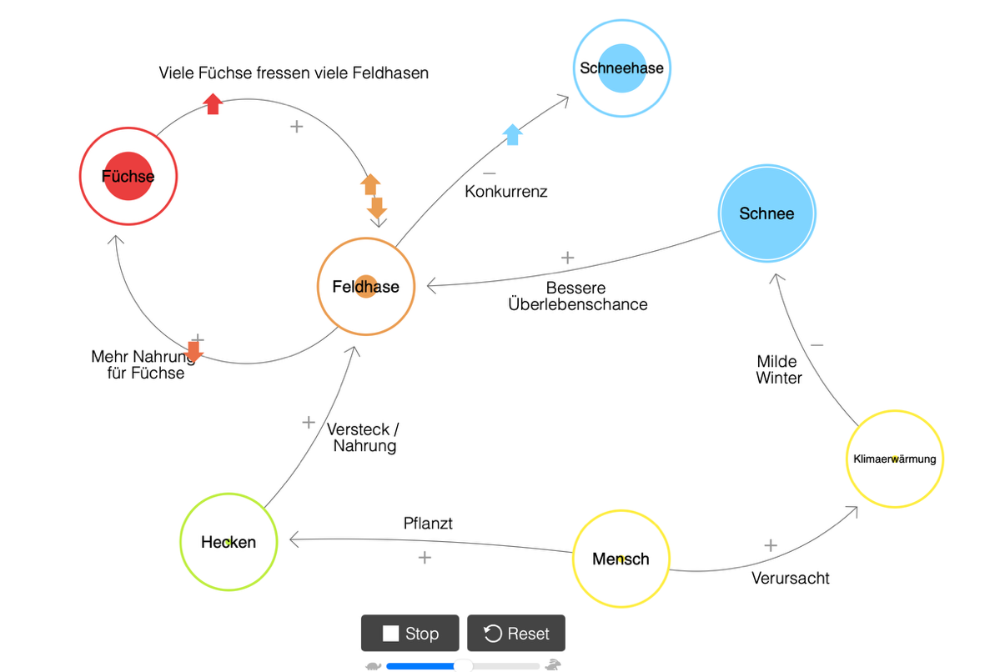 Viele Füchse fressen viele Feldhasen
Schneehase
+
Füchse
–
Konkurrenz
Schnee
+
Feldhase
Bessere
Überlebenschance
+
Mehr Nahrung
für Füchse
–
Milde
Winter
+
Versteck /
Nahrung
Klimaerwärmung
Pflanzt
Hecken
+
Mensch
+
Verursacht
Stop
Reset